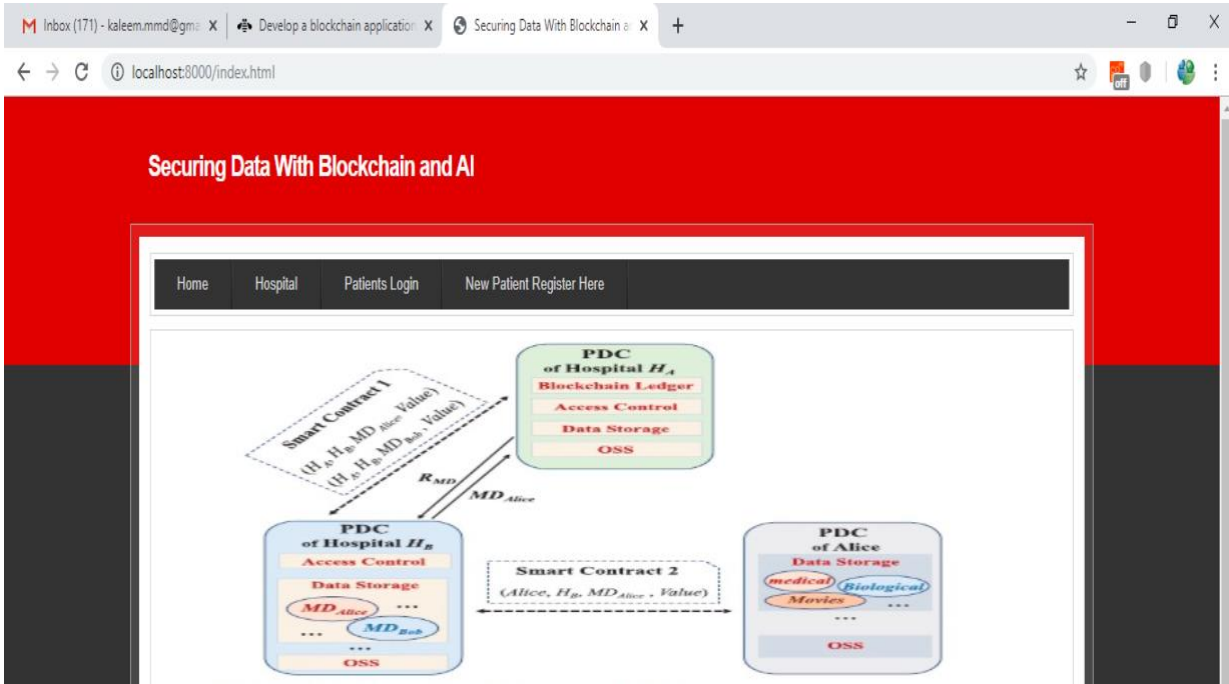 Inbox (171) - kaleem.mmd@gma
Develop a blockchain application
Securing Data With Blockchain a
localhost:8000/index.html
off
Securing Data With Blockchain and AI
Home Hospital Patients Login New Patient Register Here
PDC
of Hospital H_A
Blockchain Ledger
Access Control
Data Storage
OSS
Smart Contract 1
(H_A, H_B, MD_Alice, Value)
(H_A, H_B, MD_Bob, Value)
R_MD
MD_Alice
PDC
of Hospital H_B
Access Control
Data Storage
MD_Alice ...
... MD_Bob
...
OSS
Smart Contract 2
(Alice, H_B, MD_Alice, Value)
PDC
of Alice
Data Storage
medical Biological
Movies ...
...
OSS